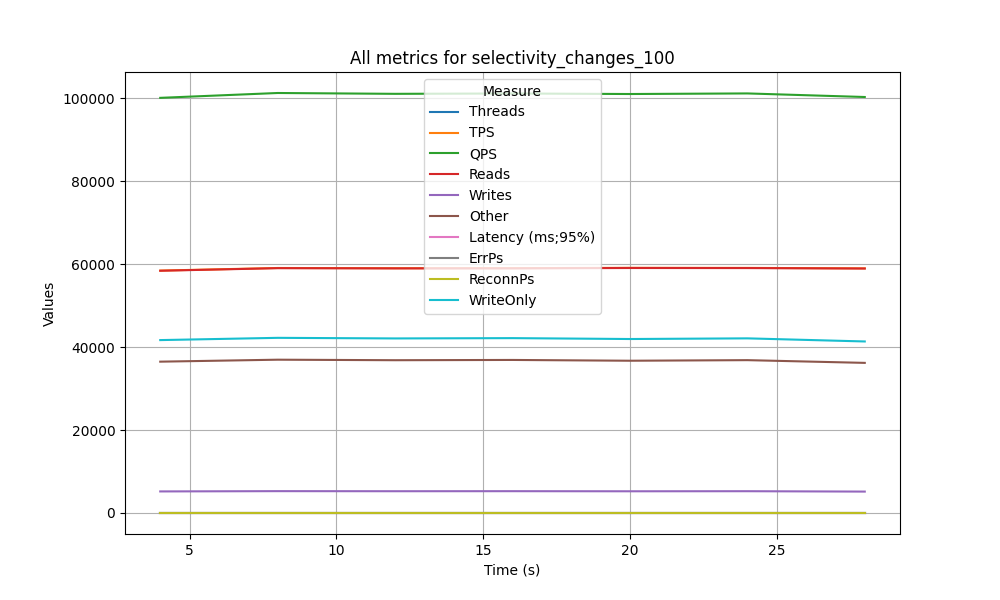 All metrics for selectivity_changes_100
100000
80000
60000
40000
20000
0
Values
Measure
Threads
TPS
QPS
Reads
Writes
Other
Latency (ms;95%)
ErrPs
ReconnPs
WriteOnly
5
10
15
20
25
Time (s)